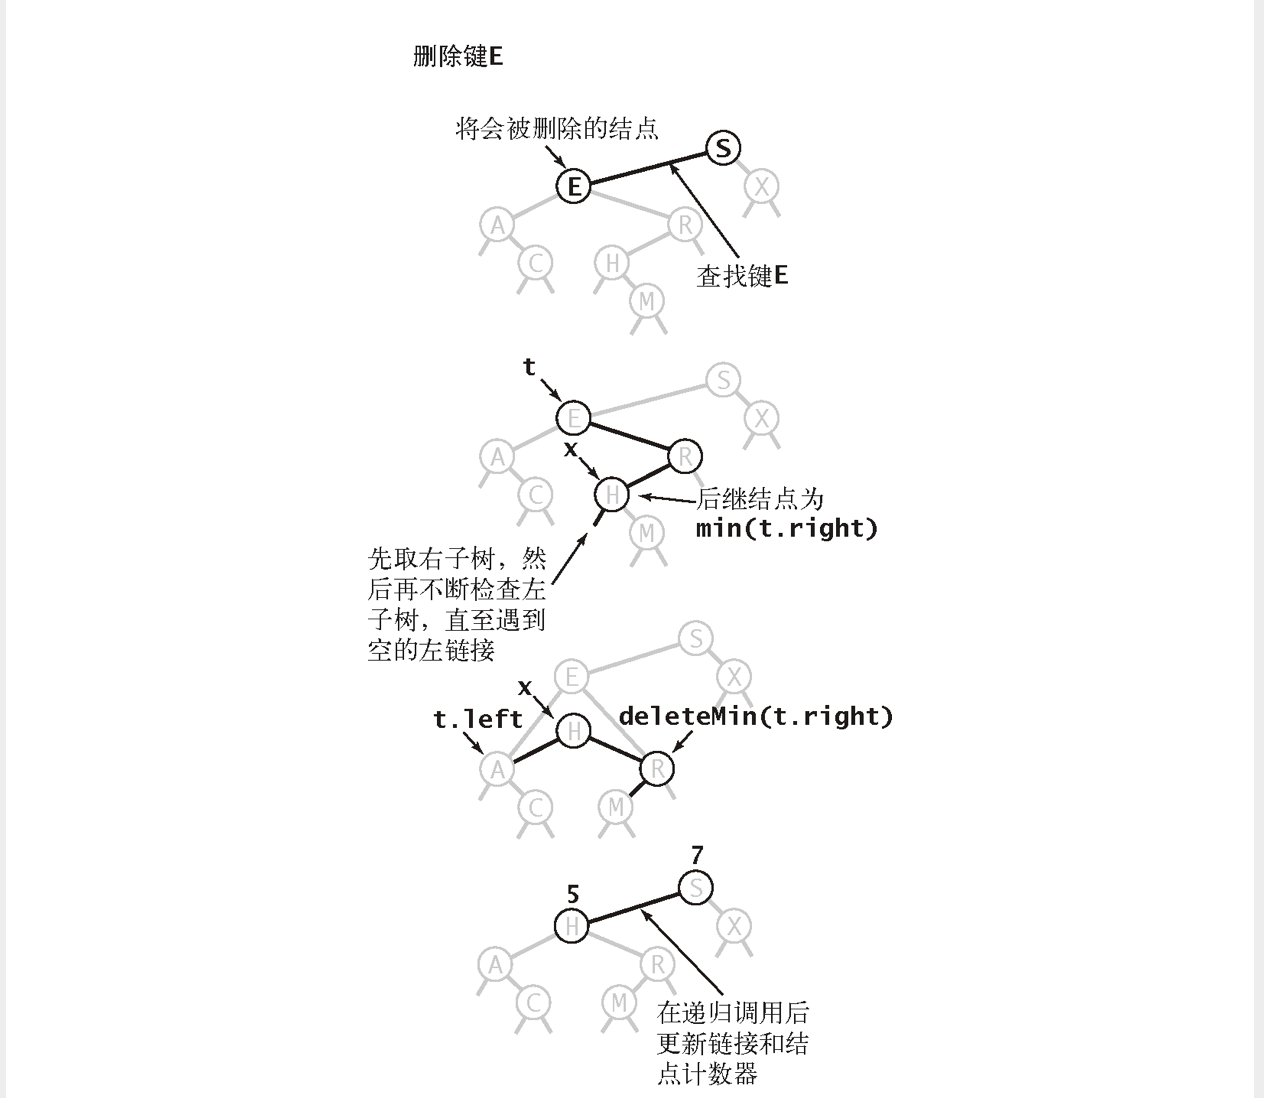 删除键E
将会被删除的结点
S
E
X
A
R
C
H
查找键E
M
t
S
E
X
x
A
R
C
H
后继结点为
min(t.right)
M
先取右子树，然
后再不断检查左
子树，直至遇到
空的左链接
S
E
X
x
t.left
deleteMin(t.right)
H
A
R
C
M
7
5
S
H
X
A
R
C
M
在递归调用后
更新链接和结
点计数器